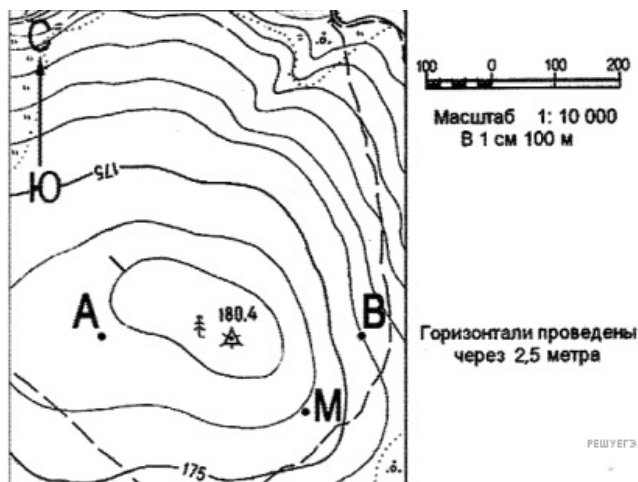 С
Ю
175
А
180.4
В
М
175
100 0 100 200
Масштаб 1: 10 000
В 1 см 100 м
Горизонтали проведены
через 2,5 метра
РЕШУЕГЭ.